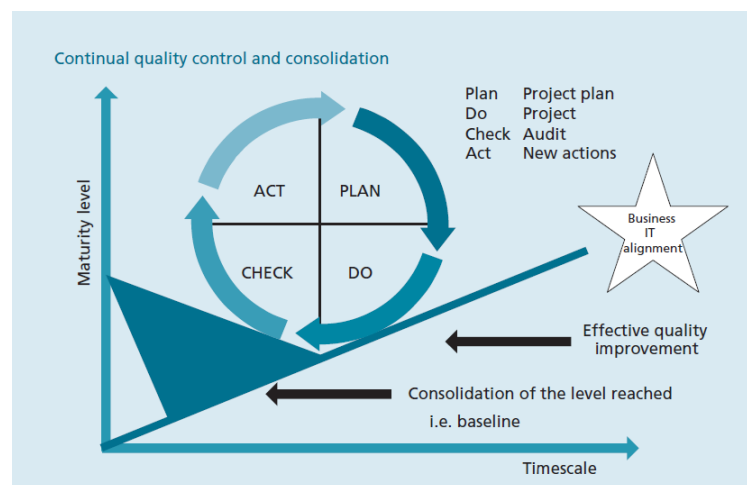 Continual quality control and consolidation
Plan Project plan
Do Project
Check Audit
Act New actions
Maturity level
ACT PLAN
CHECK DO
Business
IT
alignment
Effective quality
improvement
Consolidation of the level reached
i.e. baseline
Timescale